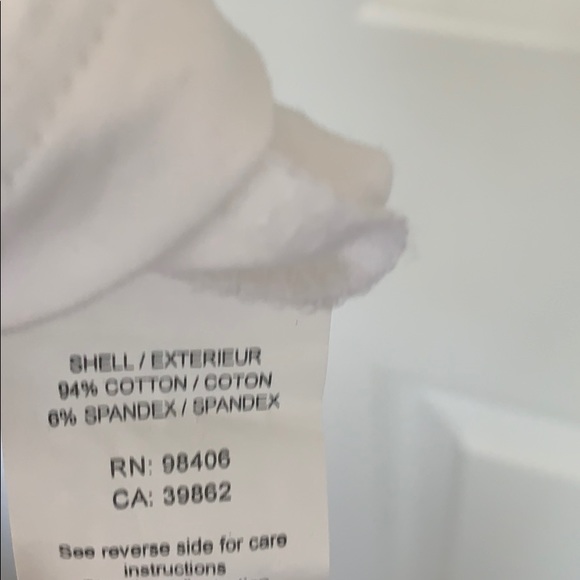 SHELL / EXTERIEUR
94% COTTON / COTON
6% SPANDEX / SPANDEX
RN: 98406
CA: 39862
See reverse side for care
instructions